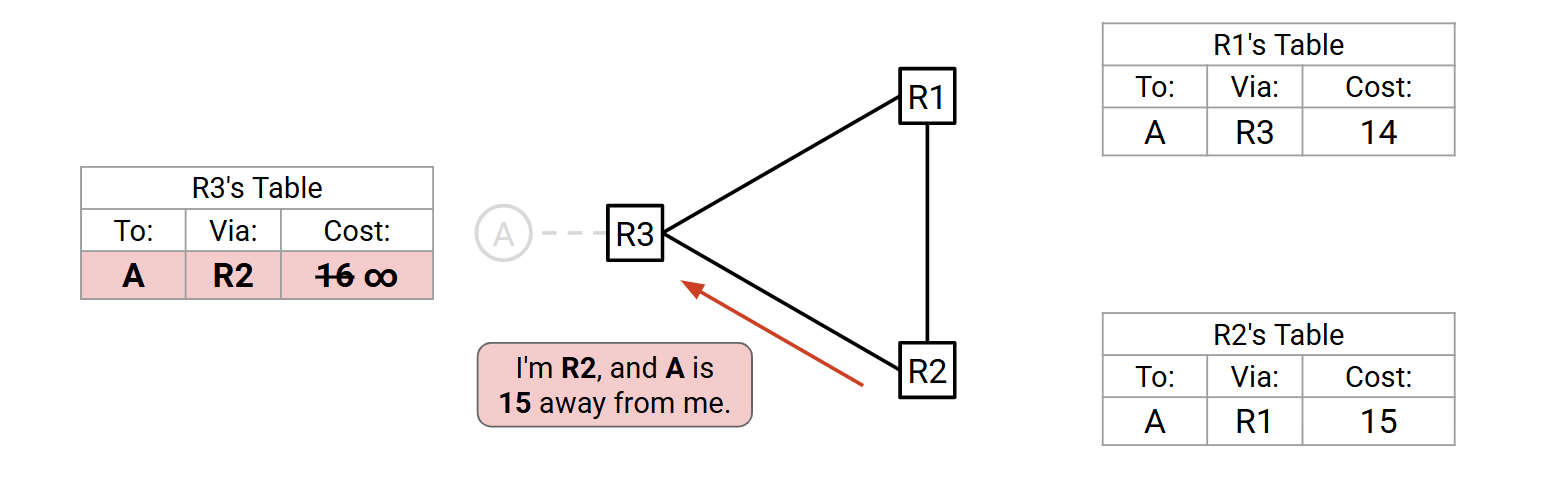 R1's Table
To: Via: Cost:
A R3 14
R1
R3's Table
To: Via: Cost:
A R2 16 ∞
A
R3
I'm R2, and A is
15 away from me.
R2
R2's Table
To: Via: Cost:
A R1 15